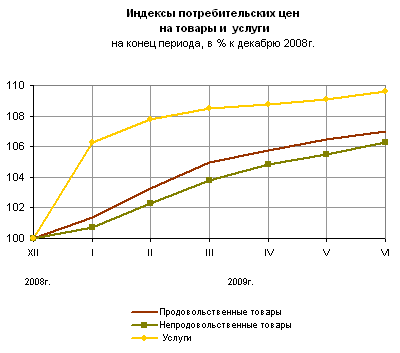 Индексы потребительских цен
на товары и услуги
на конец периода, в % к декабрю 2008г.
110
108
106
104
102
100
XII I II III IV V VI
2008г. 2009г.
Продовольственные товары
Непродовольственные товары
Услуги